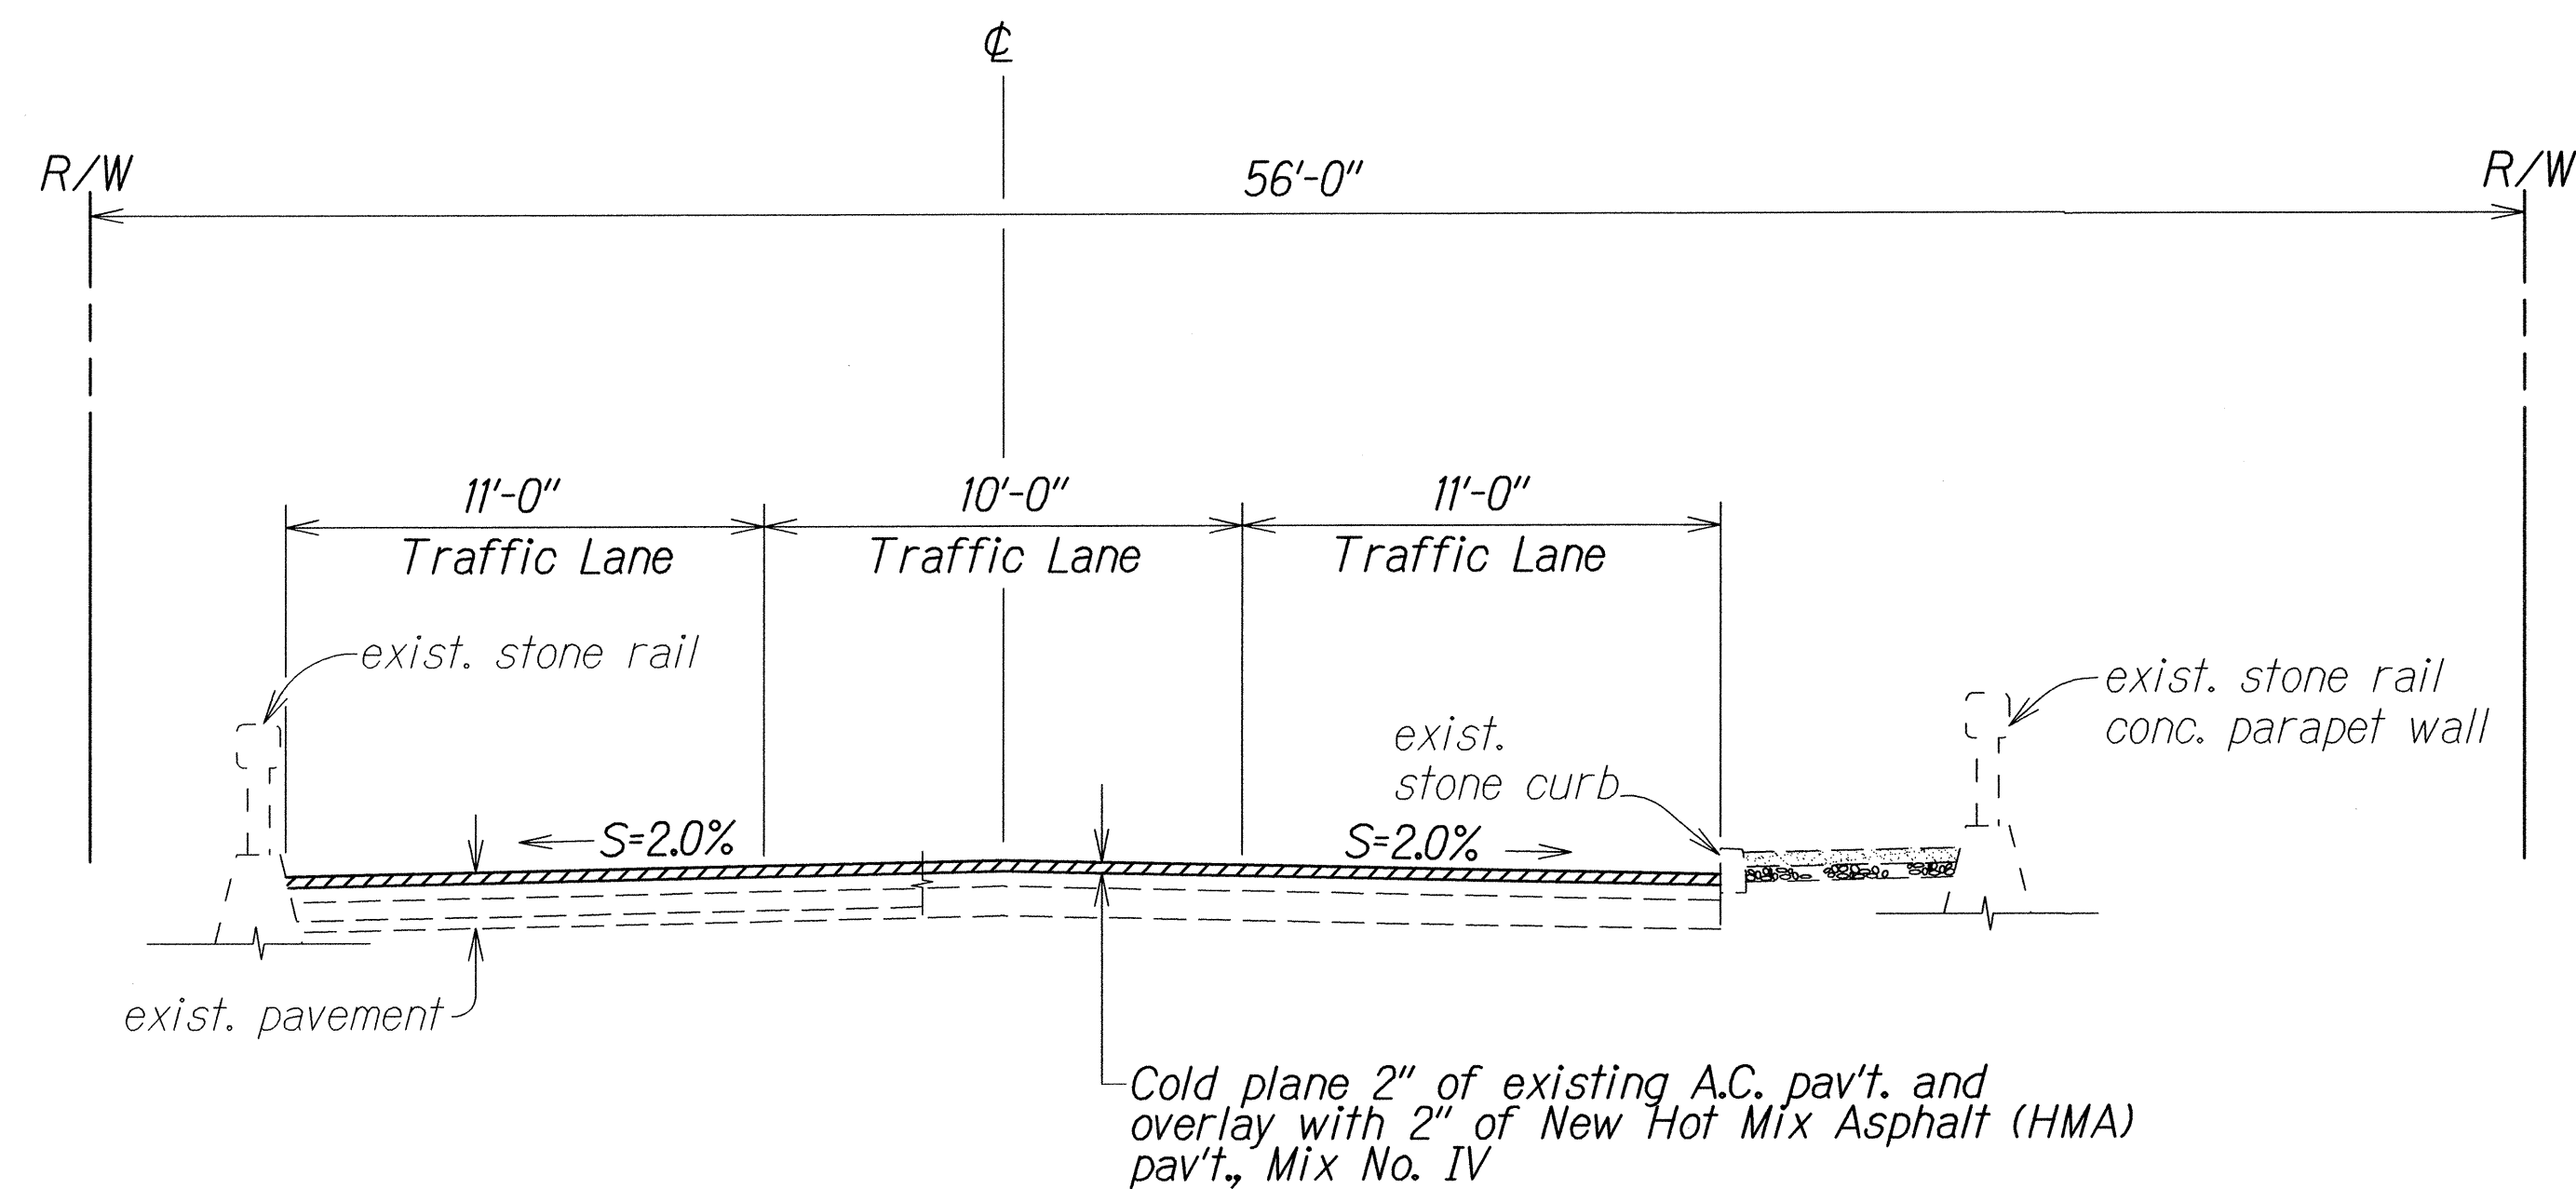 ℄
R/W
R/W
56'-0"
11'-0"
10'-0"
11'-0"
Traffic Lane
Traffic Lane
Traffic Lane
exist. stone rail
exist. stone rail
conc. parapet wall
exist.
stone curb
S=2.0%
S=2.0%
exist. pavement
Cold plane 2" of existing A.C. pav't. and
overlay with 2" of New Hot Mix Asphalt (HMA)
pav't., Mix No. IV